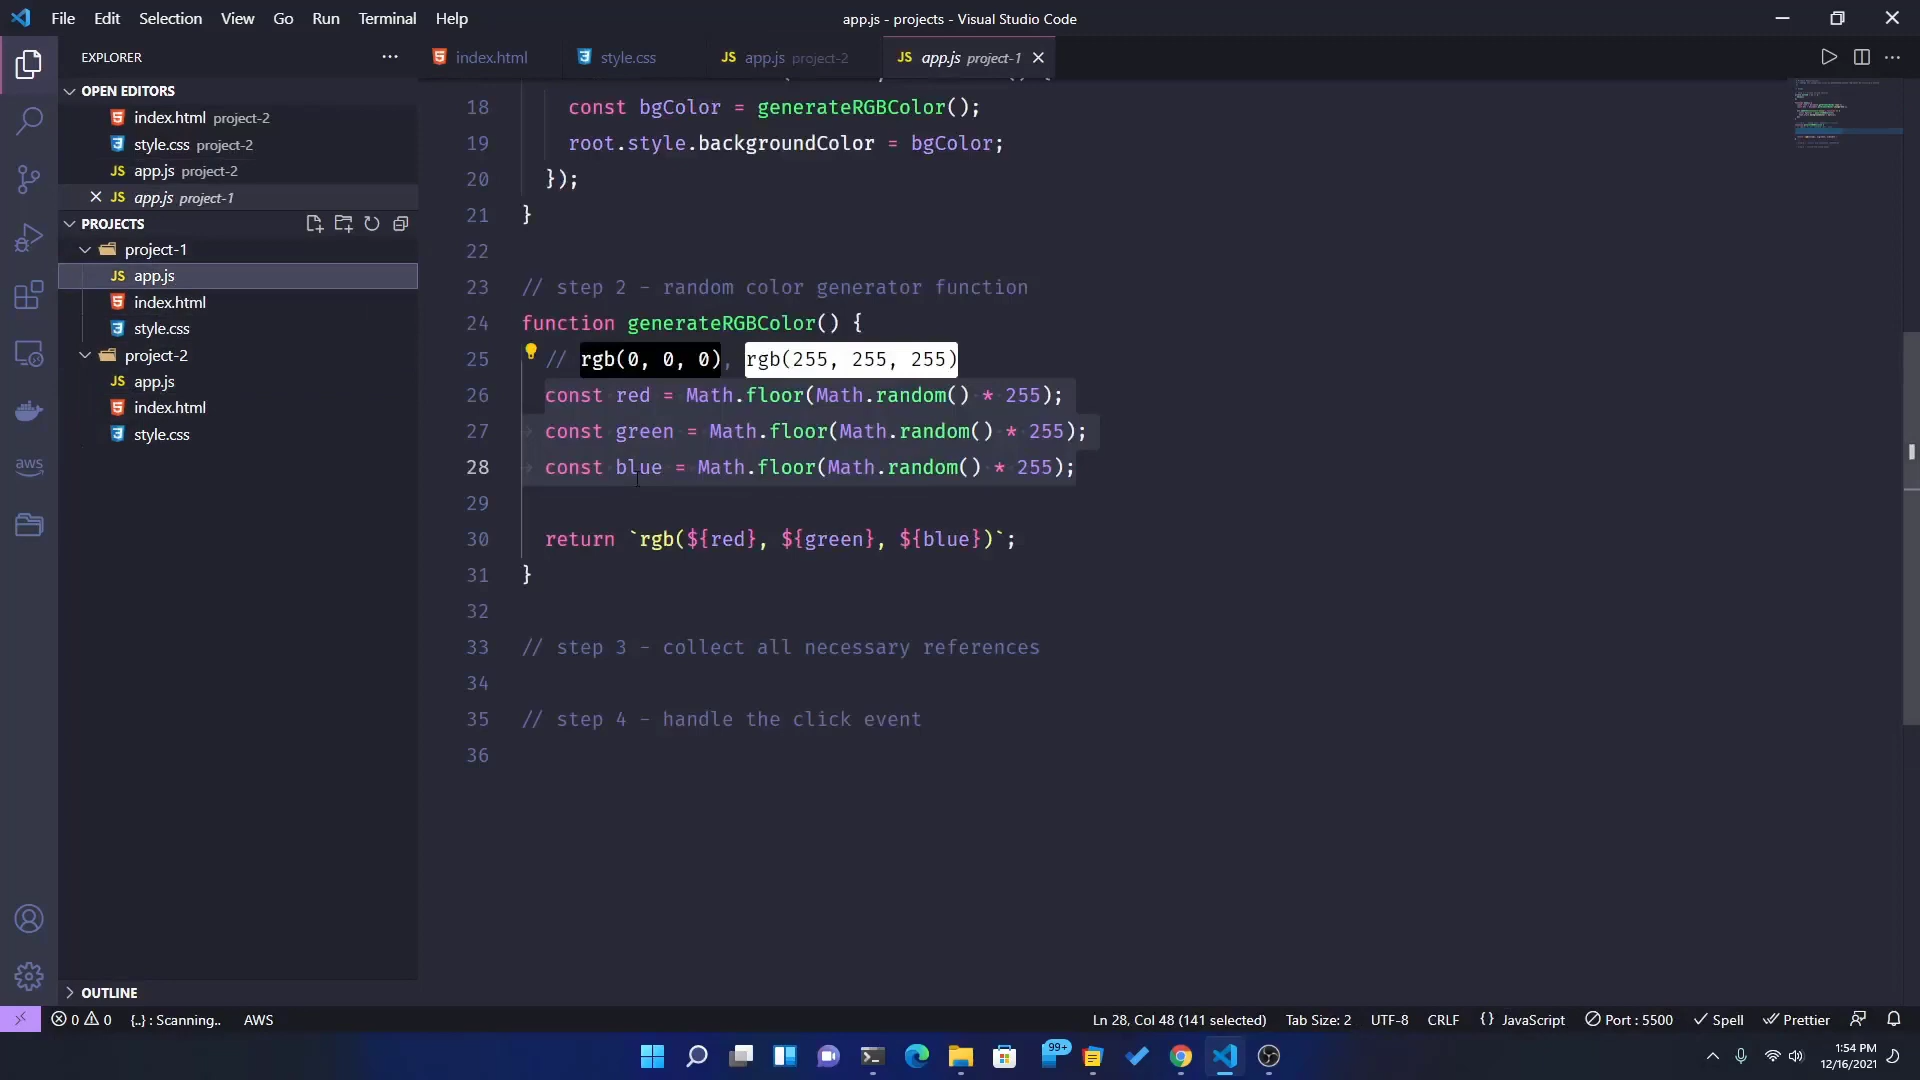 File Edit Selection View Go Run Terminal Help
app.js - projects - Visual Studio Code
EXPLORER
index.html
style.css
app.js project-2
app.js project-1
OPEN EDITORS
index.html project-2
style.css project-2
app.js project-2
app.js project-1
PROJECTS
project-1
app.js
index.html
style.css
project-2
app.js
index.html
style.css
OUTLINE
aws
18 const bgColor = generateRGBColor();
19 root.style.backgroundColor = bgColor;
20 });
21 }
22
23 // step 2 - random color generator function
24 function generateRGBColor() {
25 // rgb(0, 0, 0), rgb(255, 255, 255)
26 const red = Math.floor(Math.random() * 255);
27 const green = Math.floor(Math.random() * 255);
28 const blue = Math.floor(Math.random() * 255);
29
30 return `rgb(${red}, ${green}, ${blue})`;
31 }
32
33 // step 3 - collect all necessary references
34
35 // step 4 - handle the click event
36
0 0 {..} : Scanning.. AWS
Ln 28, Col 48 (141 selected) Tab Size: 2 UTF-8 CRLF {} JavaScript Port : 5500 Spell Prettier
99+
1:54 PM
12/16/2021